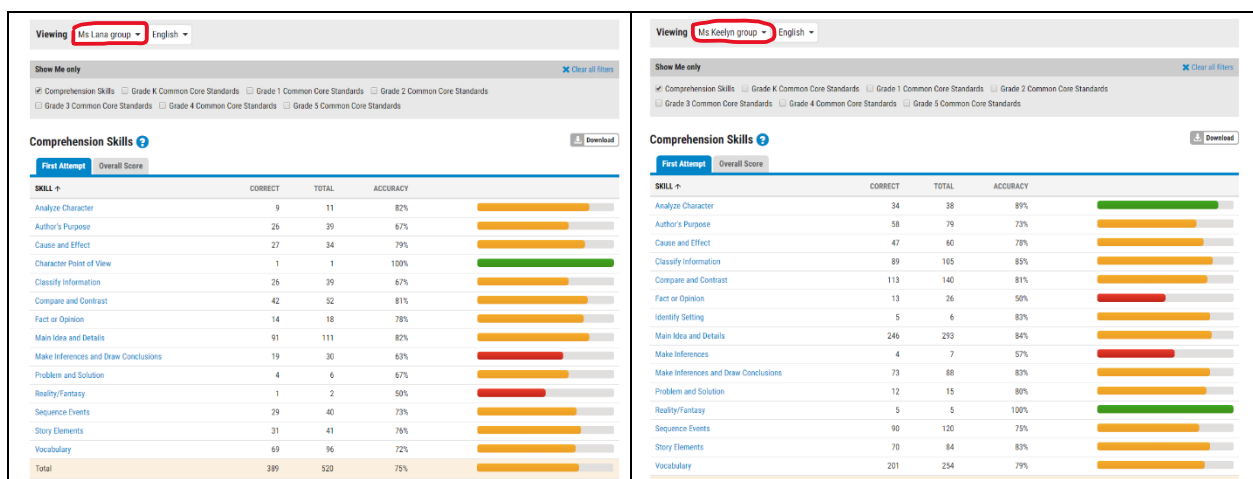 Viewing Ms Lana group English
Show Me only Clear all filters
Comprehension Skills Grade K Common Core Standards Grade 1 Common Core Standards Grade 2 Common Core Standards
Grade 3 Common Core Standards Grade 4 Common Core Standards Grade 5 Common Core Standards
Comprehension Skills ? Download
First Attempt Overall Score
SKILL ↑ CORRECT TOTAL ACCURACY
Analyze Character 9 11 82%
Author's Purpose 26 39 67%
Cause and Effect 27 34 79%
Character Point of View 1 1 100%
Classify Information 26 39 67%
Compare and Contrast 42 52 81%
Fact or Opinion 14 18 78%
Main Idea and Details 91 111 82%
Make Inferences and Draw Conclusions 19 30 63%
Problem and Solution 4 6 67%
Reality/Fantasy 1 2 50%
Sequence Events 29 40 73%
Story Elements 31 41 76%
Vocabulary 69 96 72%
Total 389 520 75%
Viewing Ms Keelyn group English
Show Me only Clear all filters
Comprehension Skills Grade K Common Core Standards Grade 1 Common Core Standards Grade 2 Common Core Standards
Grade 3 Common Core Standards Grade 4 Common Core Standards Grade 5 Common Core Standards
Comprehension Skills ? Download
First Attempt Overall Score
SKILL ↑ CORRECT TOTAL ACCURACY
Analyze Character 34 38 89%
Author's Purpose 58 79 73%
Cause and Effect 47 60 78%
Classify Information 89 105 85%
Compare and Contrast 113 140 81%
Fact or Opinion 13 26 50%
Identify Setting 5 6 83%
Main Idea and Details 246 293 84%
Make Inferences 4 7 57%
Make Inferences and Draw Conclusions 73 88 83%
Problem and Solution 12 15 80%
Reality/Fantasy 5 5 100%
Sequence Events 90 120 75%
Story Elements 70 84 83%
Vocabulary 201 254 79%